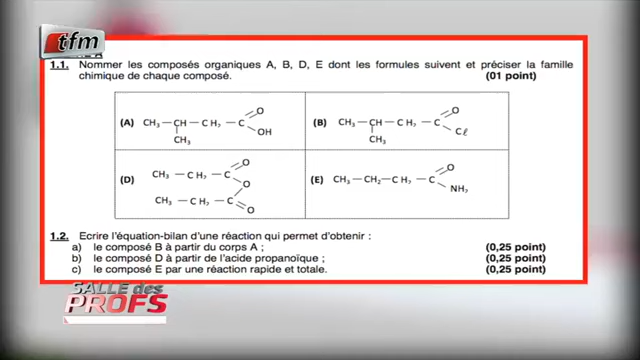 tfm
1.1. Nommer les composés organiques A, B, D, E dont les formules suivent et préciser la famille
chimique de chaque composé. (01 point)
(A) CH₃ – CH – CH₂ – C
O
OH
CH₃
(B) CH₃ – CH – CH₂ – C
O
Cℓ
CH₃
(D) CH₃ – CH₂ – C
O
O
CH₃ – CH₂ – C
O
(E) CH₃–CH₂–CH₂ – C
O
NH₂
1.2. Ecrire l'équation-bilan d'une réaction qui permet d'obtenir :
a) le composé B à partir du corps A ; (0,25 point)
b) le composé D à partir de l'acide propanoïque ; (0,25 point)
c) le composé E par une réaction rapide et totale. (0,25 point)
SALLE des
PROFS